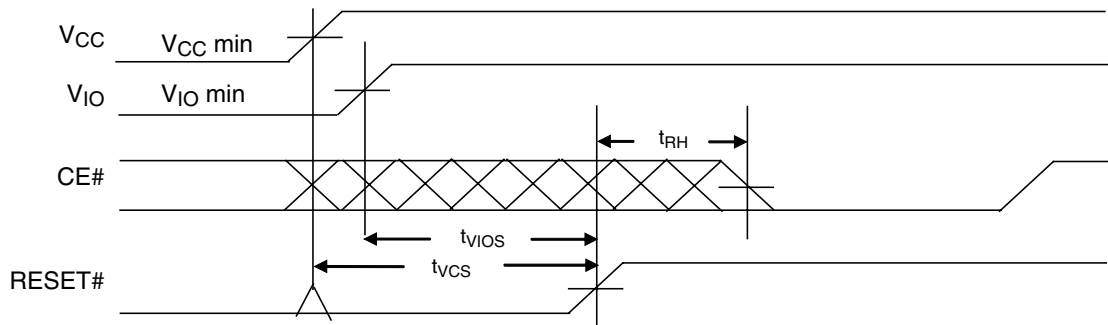 VCC VCC min
VIO VIO min
tRH
CE#
tVIOS
tVCS
RESET#